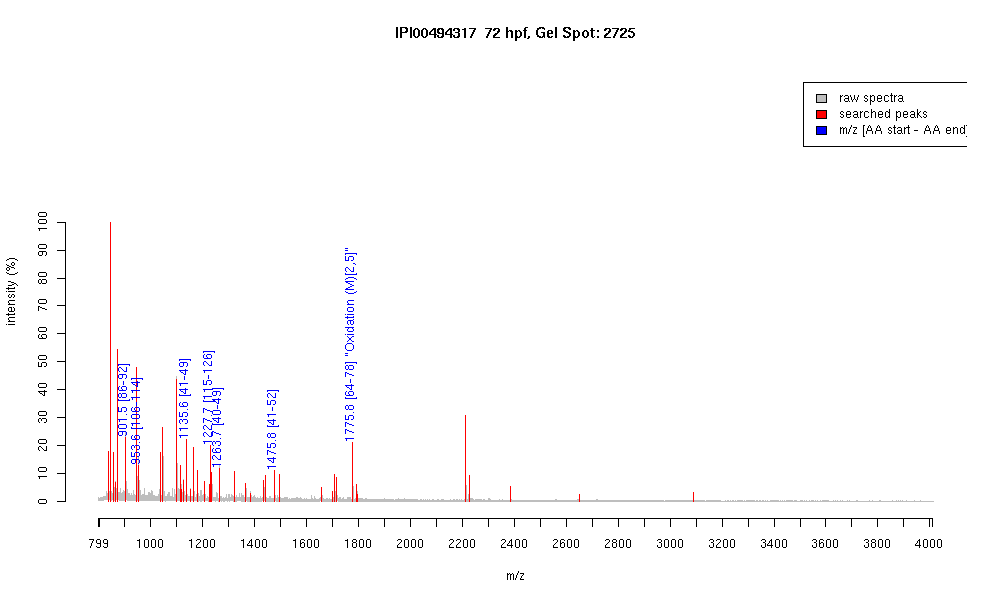 IPI00494317 72 hpf, Gel Spot: 2725
raw spectra
searched peaks
m/z [AA start - AA end]
intensity (%)
100
90
80
70
60
50
40
30
20
10
0
901.5 [86-92]
953.6 [106-114]
1135.6 [41-49]
1227.7 [115-126]
1263.7 [40-49]
1475.8 [41-52]
1775.8 [64-78] "Oxidation (M)[2,5]"
799 1000 1200 1400 1600 1800 2000 2200 2400 2600 2800 3000 3200 3400 3600 3800 4000
m/z